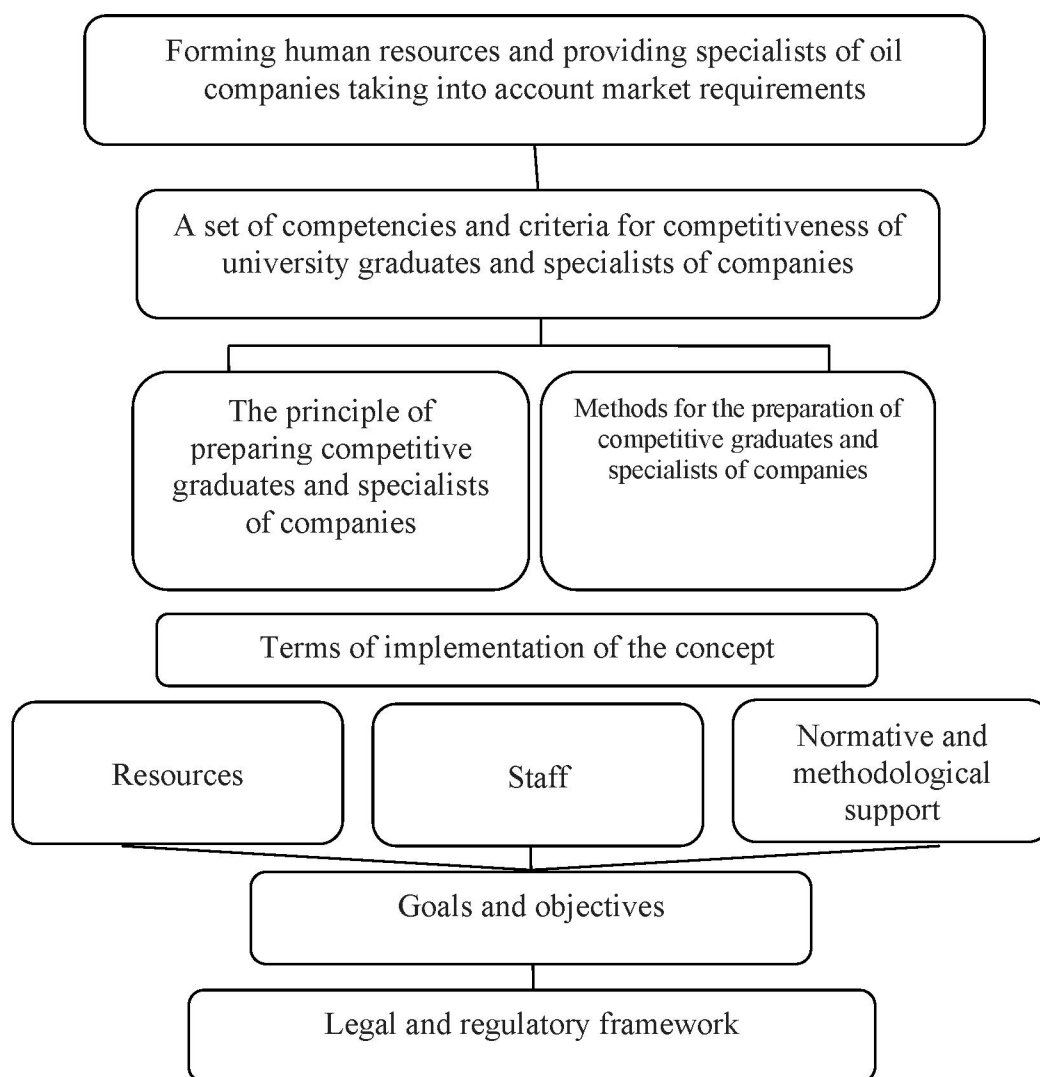 Forming human resources and providing specialists of oil
companies taking into account market requirements
A set of competencies and criteria for competitiveness of
university graduates and specialists of companies
The principle of
preparing competitive
graduates and specialists
of companies
Methods for the preparation of
competitive graduates and
specialists of companies
Terms of implementation of the concept
Resources
Staff
Normative and
methodological
support
Goals and objectives
Legal and regulatory framework